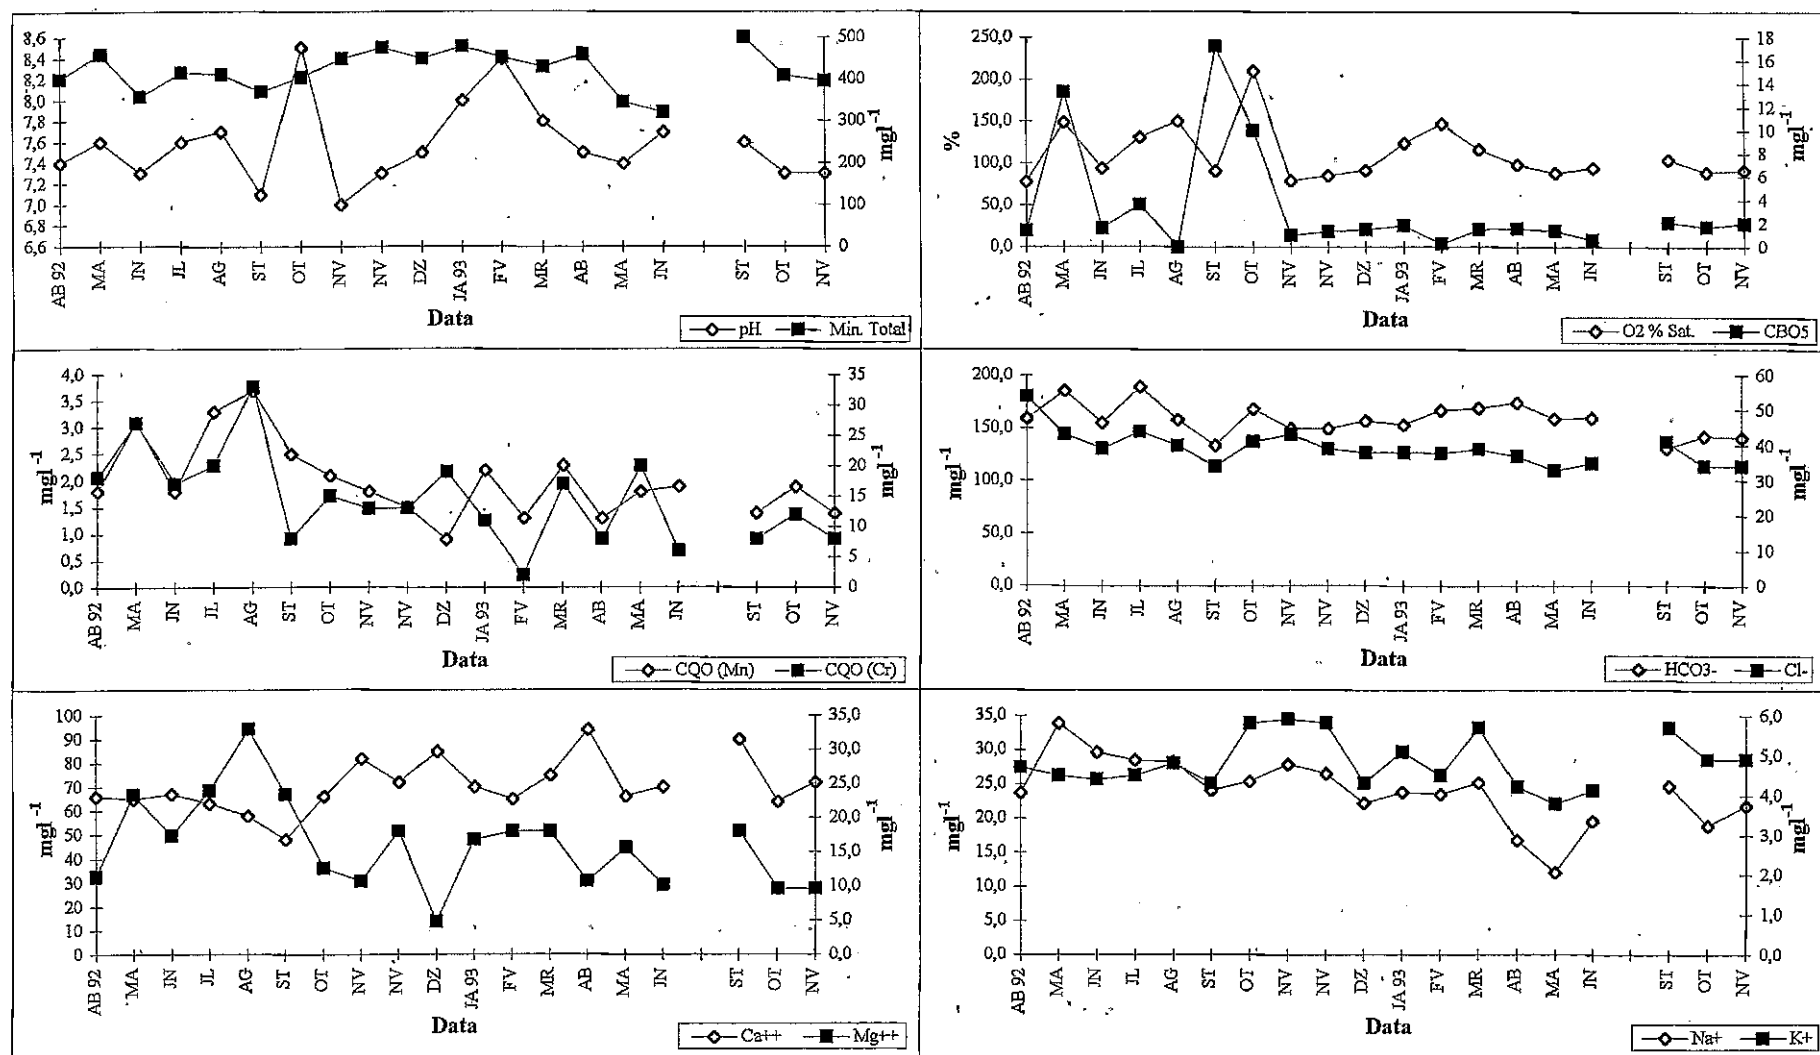 8,6
8,4
8,2
8,0
7,8
7,6
7,4
7,2
7,0
6,8
6,6
500
400
300
200
100
0
mgl-1
AB 92
MA
JN
JL
AG
ST
OT
NV
NV
DZ
JA 93
FV
MR
AB
MA
JN
ST
OT
NV
Data
pH Min. Total
%
250,0
200,0
150,0
100,0
50,0
0,0
18
16
14
12
10
8
6
4
2
0
mgl-1
AB 92
MA
JN
JL
AG
ST
OT
NV
NV
DZ
JA 93
FV
MR
AB
MA
JN
ST
OT
NV
Data
O2 % Sat. CBO5
mgl-1
4,0
3,5
3,0
2,5
2,0
1,5
1,0
0,5
0,0
35
30
25
20
15
10
5
0
mgl-1
AB 92
MA
JN
JL
AG
ST
OT
NV
NV
DZ
JA 93
FV
MR
AB
MA
JN
ST
OT
NV
Data
CQO (Mn) CQO (Cr)
mgl-1
200,0
150,0
100,0
50,0
0,0
60
50
40
30
20
10
0
mgl-1
AB 92
MA
JN
JL
AG
ST
OT
NV
NV
DZ
JA 93
FV
MR
AB
MA
JN
ST
OT
NV
Data
HCO3- Cl-
mgl-1
100
90
80
70
60
50
40
30
20
10
0
35,0
30,0
25,0
20,0
15,0
10,0
5,0
0,0
mgl-1
AB 92
MA
JN
JL
AG
ST
OT
NV
NV
DZ
JA 93
FV
MR
AB
MA
JN
ST
OT
NV
Data
Ca++ Mg++
mgl-1
35,0
30,0
25,0
20,0
15,0
10,0
5,0
0,0
6,0
5,0
4,0
3,0
2,0
1,0
0,0
mgl-1
AB 92
MA
JN
JL
AG
ST
OT
NV
NV
DZ
JA 93
FV
MR
AB
MA
JN
ST
OT
NV
Data
Na+ K+